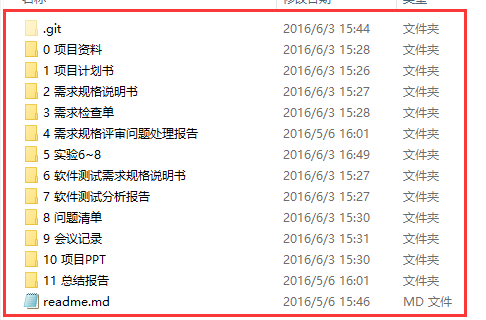 .git 2016/6/3 15:44 文件夹
0 项目资料 2016/6/3 15:28 文件夹
1 项目计划书 2016/6/3 15:26 文件夹
2 需求规格说明书 2016/6/3 15:27 文件夹
3 需求检查单 2016/6/3 15:28 文件夹
4 需求规格评审问题处理报告 2016/5/6 16:01 文件夹
5 实验6~8 2016/6/3 16:49 文件夹
6 软件测试需求规格说明书 2016/6/3 15:27 文件夹
7 软件测试分析报告 2016/6/3 15:27 文件夹
8 问题清单 2016/6/3 15:30 文件夹
9 会议记录 2016/6/3 15:31 文件夹
10 项目PPT 2016/6/3 15:30 文件夹
11 总结报告 2016/5/6 16:01 文件夹
readme.md 2016/5/6 15:46 MD 文件